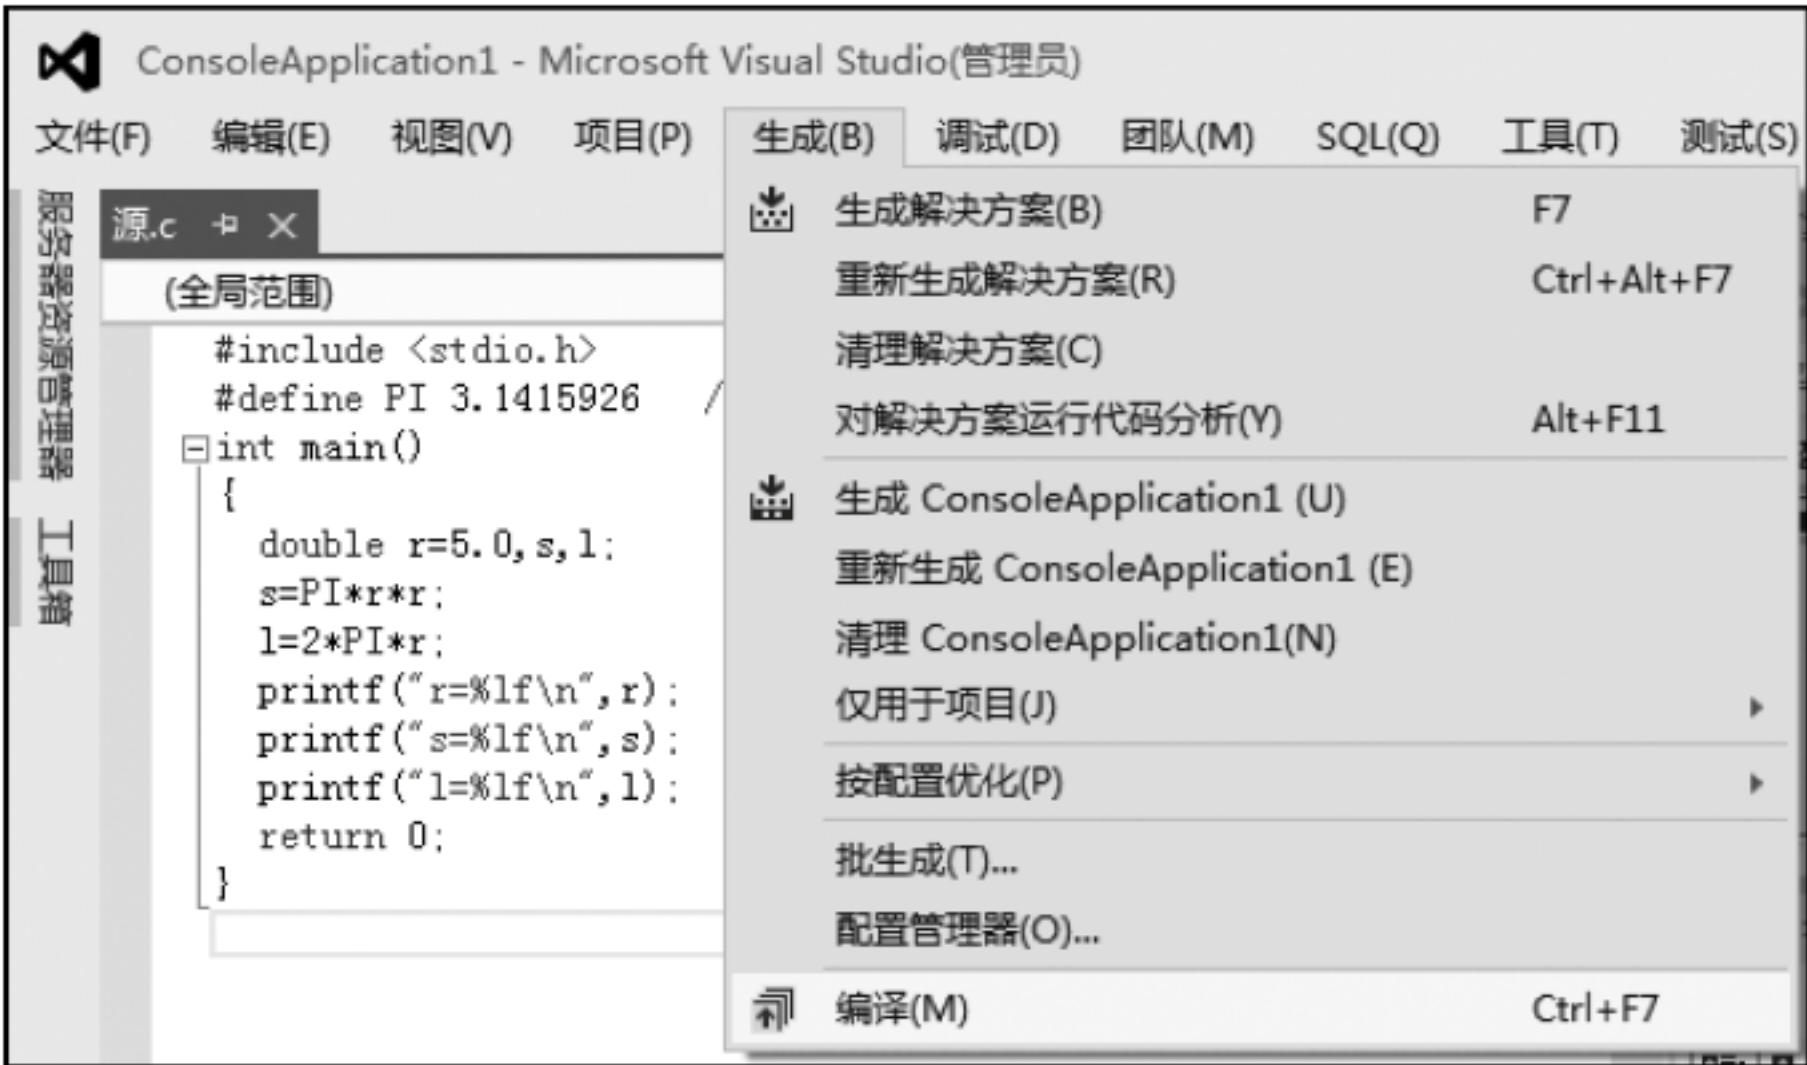 ConsoleApplication1 - Microsoft Visual Studio(管理员)
文件(F) 编辑(E) 视图(V) 项目(P) 生成(B) 调试(D) 团队(M) SQL(Q) 工具(T) 测试(S)
服务器资源管理器
工具箱
源.c
(全局范围)
#include <stdio.h>
#define PI 3.1415926 /
int main()
{
double r=5.0,s,l;
s=PI*r*r;
l=2*PI*r;
printf("r=%lf\n",r);
printf("s=%lf\n",s);
printf("l=%lf\n",l);
return 0;
}
生成解决方案(B) F7
重新生成解决方案(R) Ctrl+Alt+F7
清理解决方案(C)
对解决方案运行代码分析(Y) Alt+F11
生成 ConsoleApplication1 (U)
重新生成 ConsoleApplication1 (E)
清理 ConsoleApplication1(N)
仅用于项目(J)
按配置优化(P)
批生成(T)...
配置管理器(O)...
编译(M) Ctrl+F7